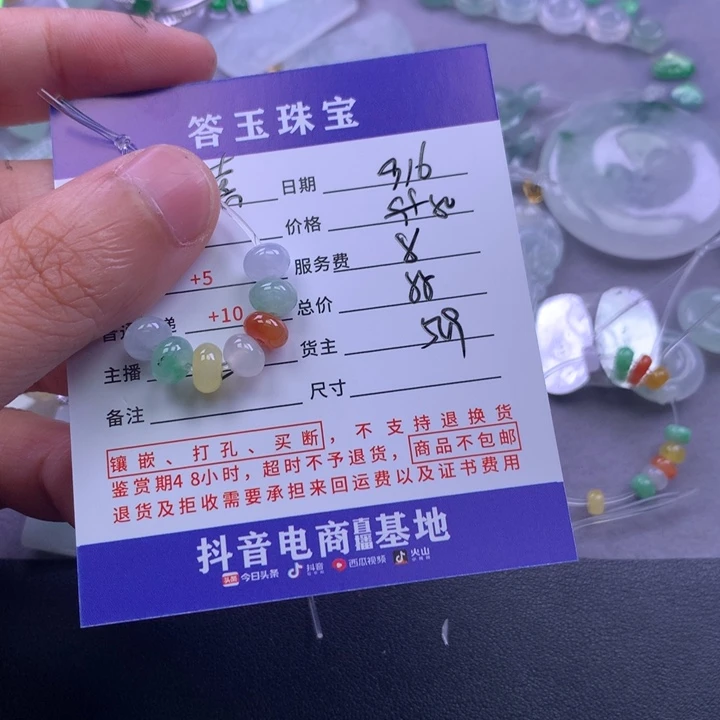 答玉珠宝
日期 916
价格
+5 服务费 8
+10 总价 88
主播 货主 509
备注 尺寸
镶嵌、打孔、买断，不支持退换货
鉴赏期48小时，超时不予退货，商品不包邮
退货及拒收需要承担来回运费以及证书费用
抖音电商直播基地
头条 今日头条 抖音 西瓜视频 火山